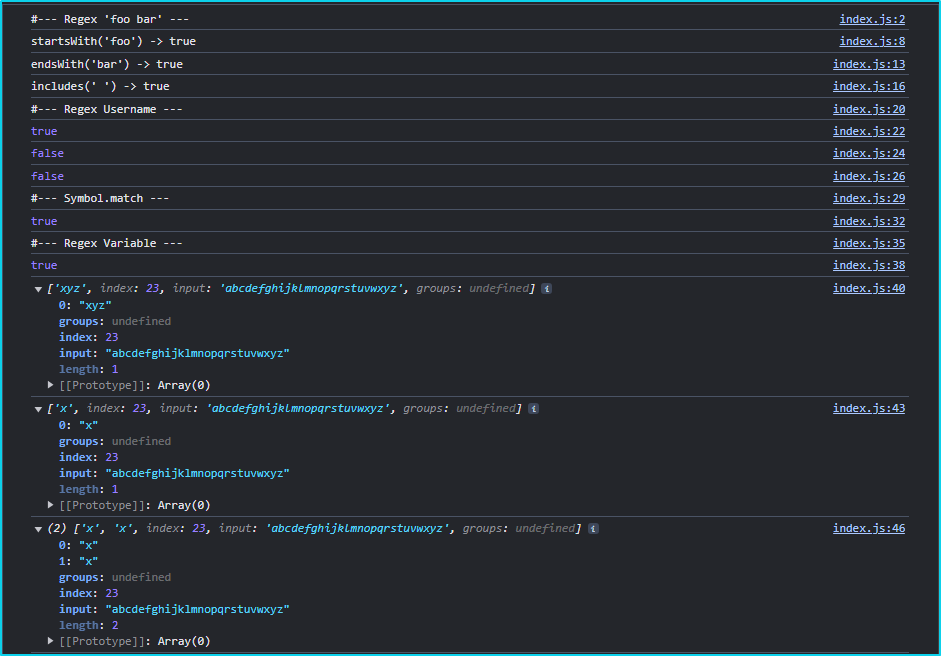 #--- Regex 'foo bar' --- index.js:2
startsWith('foo') -> true index.js:8
endsWith('bar') -> true index.js:13
includes(' ') -> true index.js:16
#--- Regex Username --- index.js:20
true index.js:22
false index.js:24
false index.js:26
#--- Symbol.match --- index.js:29
true index.js:32
#--- Regex Variable --- index.js:35
true index.js:38
▼ ['xyz', index: 23, input: 'abcdefghijklmnopqrstuvwxyz', groups: undefined] i index.js:40
0: "xyz"
groups: undefined
index: 23
input: "abcdefghijklmnopqrstuvwxyz"
length: 1
▶ [[Prototype]]: Array(0)
▼ ['x', index: 23, input: 'abcdefghijklmnopqrstuvwxyz', groups: undefined] i index.js:43
0: "x"
groups: undefined
index: 23
input: "abcdefghijklmnopqrstuvwxyz"
length: 1
▶ [[Prototype]]: Array(0)
▼ (2) ['x', 'x', index: 23, input: 'abcdefghijklmnopqrstuvwxyz', groups: undefined] i index.js:46
0: "x"
1: "x"
groups: undefined
index: 23
input: "abcdefghijklmnopqrstuvwxyz"
length: 2
▶ [[Prototype]]: Array(0)